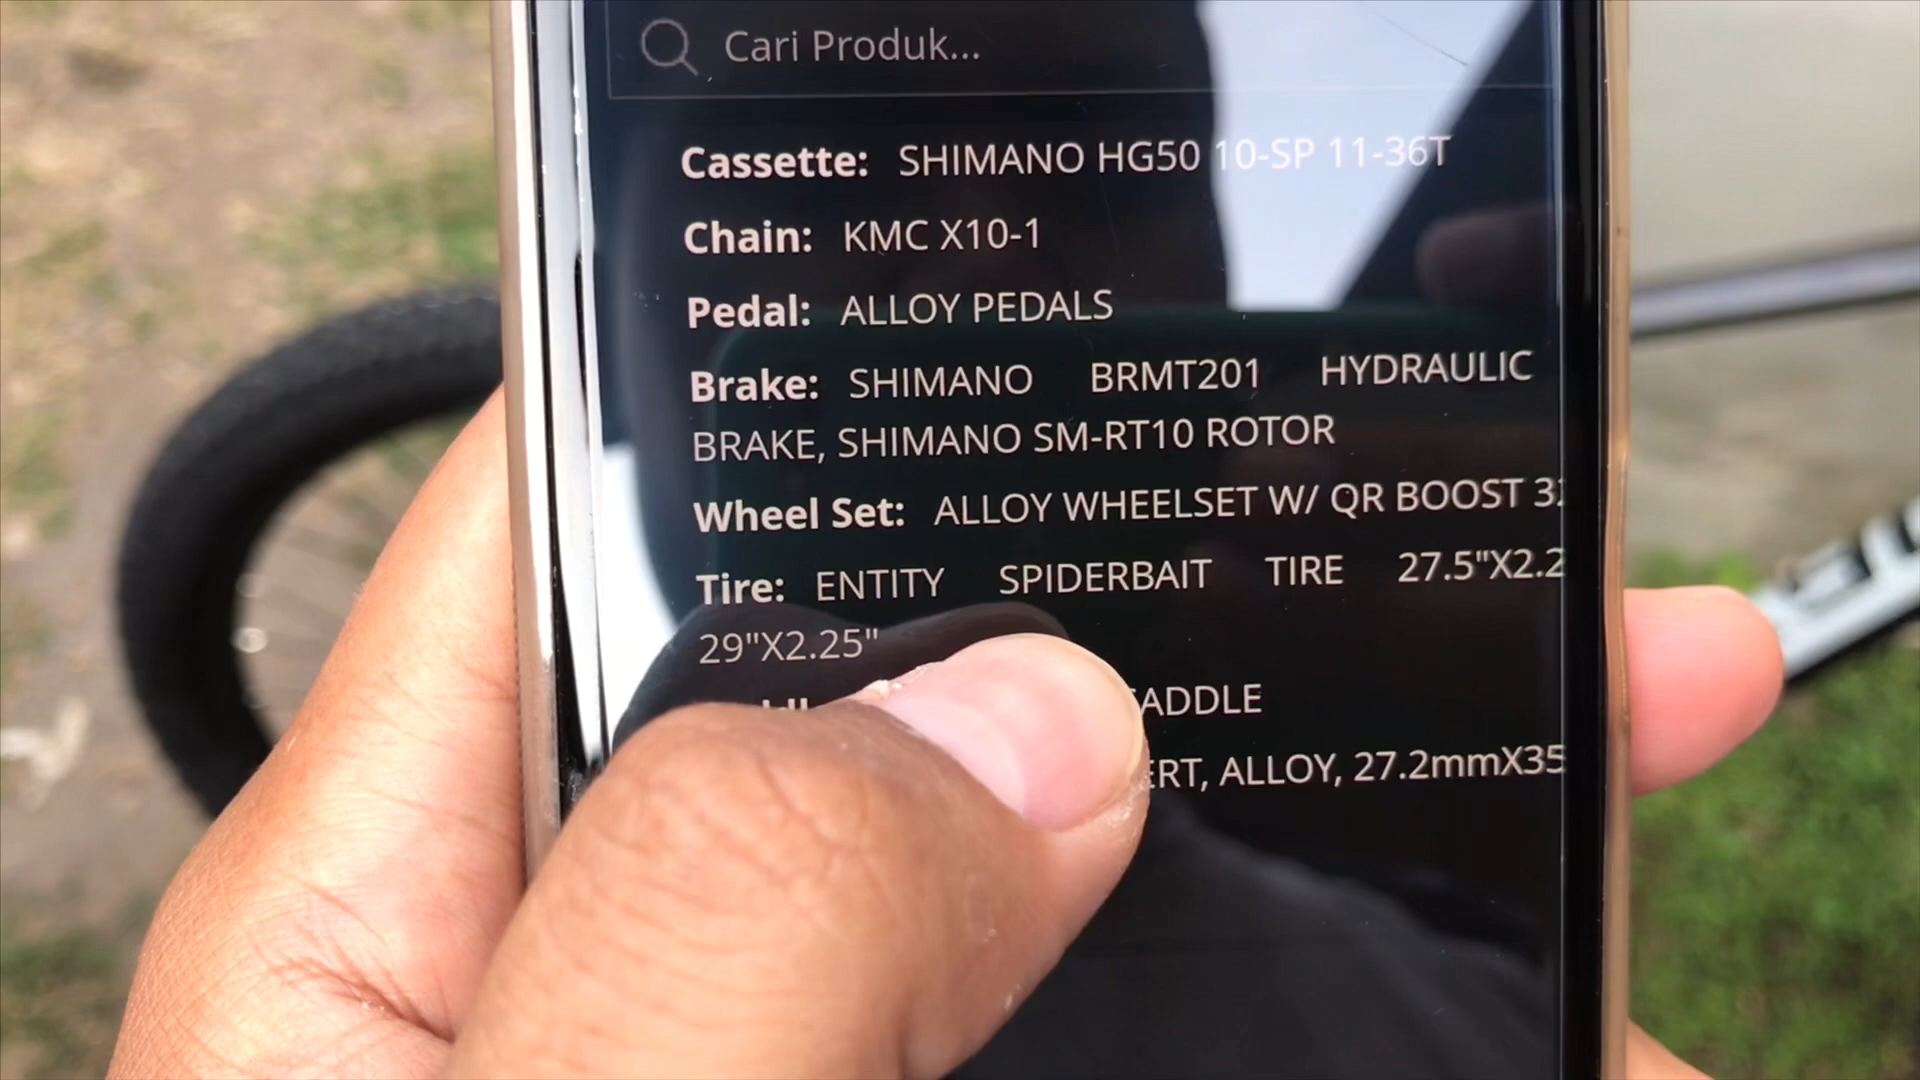 Cari Produk...
Cassette: SHIMANO HG50 10-SP 11-36T
Chain: KMC X10-1
Pedal: ALLOY PEDALS
Brake: SHIMANO BRMT201 HYDRAULIC
BRAKE, SHIMANO SM-RT10 ROTOR
Wheel Set: ALLOY WHEELSET W/ QR BOOST
Tire: ENTITY SPIDERBAIT TIRE 27.5"X2.2
29"X2.25"
ALLOY, 27.2mmX35